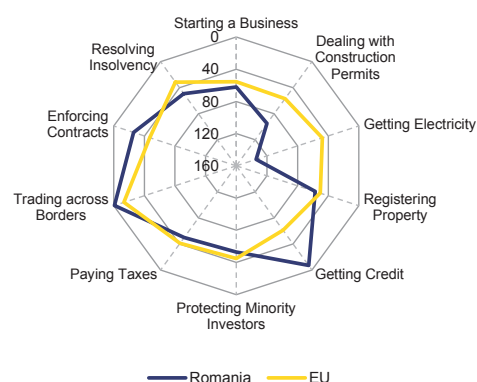 Starting a Business
Dealing with
Construction
Permits
Getting Electricity
Registering
Property
Getting Credit
Protecting Minority
Investors
Paying Taxes
Trading across
Borders
Enforcing
Contracts
Resolving
Insolvency
0
40
80
120
160
Romania
EU